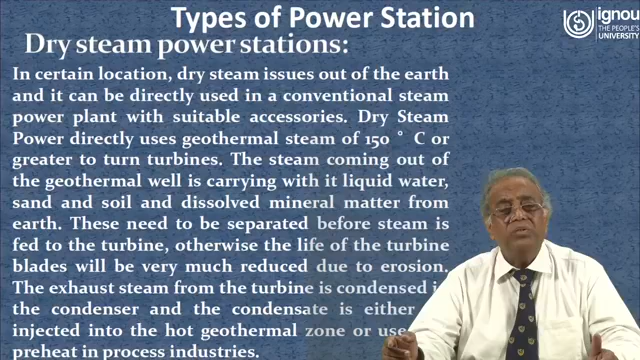 Types of Power Station
ignou
THE PEOPLE'S
UNIVERSITY
Dry steam power stations:
In certain location, dry steam issues out of the earth
and it can be directly used in a conventional steam
power plant with suitable accessories. Dry Steam
Power directly uses geothermal steam of 150 ° C or
greater to turn turbines. The steam coming out of
the geothermal well is carrying with it liquid water,
sand and soil and dissolved mineral matter from
earth. These need to be separated before steam is
fed to the turbine, otherwise the life of the turbine
blades will be very much reduced due to erosion.
The exhaust steam from the turbine is condensed
the condenser and the condensate is either
injected into the hot geothermal zone or use
preheat in process industries.